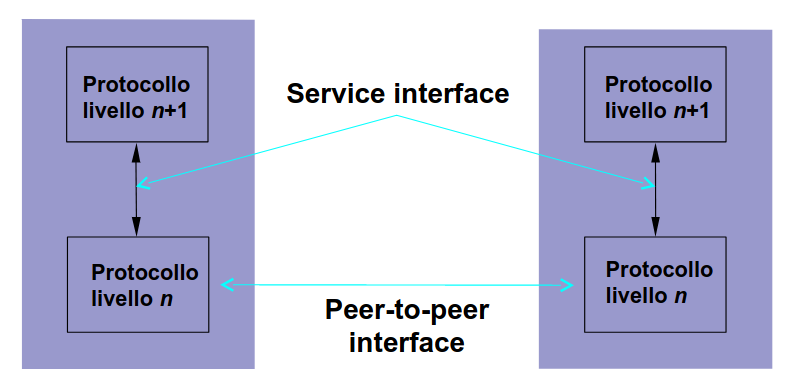 Protocollo
livello n+1
Service interface
Protocollo
livello n+1
Protocollo
livello n
Peer-to-peer
interface
Protocollo
livello n